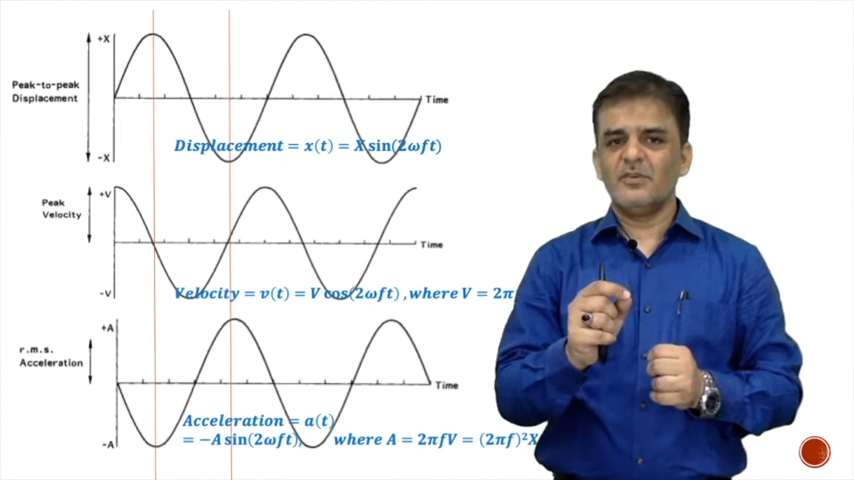 +X
Peak-to-peak
Displacement
Time
-X
Displacement = x(t) = X sin(2ωft)
+V
Peak
Velocity
Time
-V
Velocity = v(t) = V cos(2ωft) , where V = 2π
+A
r.m.s.
Acceleration
Time
-A
Acceleration = a(t)
= −A sin(2ωft), where A = 2πfV = (2πf)²X